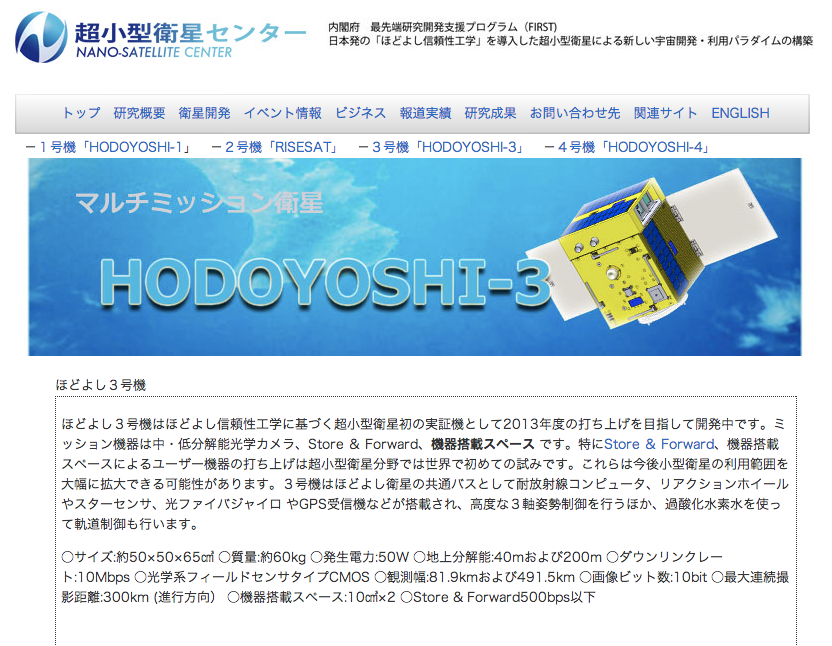 超小型衛星センター
NANO-SATELLITE CENTER
内閣府　最先端研究開発支援プログラム（FIRST)
日本発の「ほどよし信頼性工学」を導入した超小型衛星による新しい宇宙開発・利用パラダイムの構築
トップ 研究概要 衛星開発 イベント情報 ビジネス 報道実績 研究成果 お問い合わせ先 関連サイト ENGLISH
－１号機「HODOYOSHI-1」 －２号機「RISESAT」 －３号機「HODOYOSHI-3」 －４号機「HODOYOSHI-4」
マルチミッション衛星
HODOYOSHI-3
ほどよし３号機
ほどよし３号機はほどよし信頼性工学に基づく超小型衛星初の実証機として2013年度の打ち上げを目指して開発中です。ミ
ッション機器は中・低分解能光学カメラ、Store ＆ Forward、機器搭載スペース です。特にStore ＆ Forward、機器搭載
スペースによるユーザー機器の打ち上げは超小型衛星分野では世界で初めての試みです。これらは今後小型衛星の利用範囲を
大幅に拡大できる可能性があります。３号機はほどよし衛星の共通バスとして耐放射線コンピュータ、リアクションホイール
やスターセンサ、光ファイバジャイロ やGPS受信機などが搭載され、高度な３軸姿勢制御を行うほか、過酸化水素水を使っ
て軌道制御も行います。
○サイズ:約50×50×65㎤ ○質量:約60kg ○発生電力:50W ○地上分解能:40mおよび200m ○ダウンリンクレー
ト:10Mbps ○光学系フィールドセンサタイプCMOS ○観測幅:81.9kmおよび491.5km ○画像ビット数:10bit ○最大連続撮
影距離:300km (進行方向） ○機器搭載スペース:10㎤×2 ○Store & Forward500bps以下